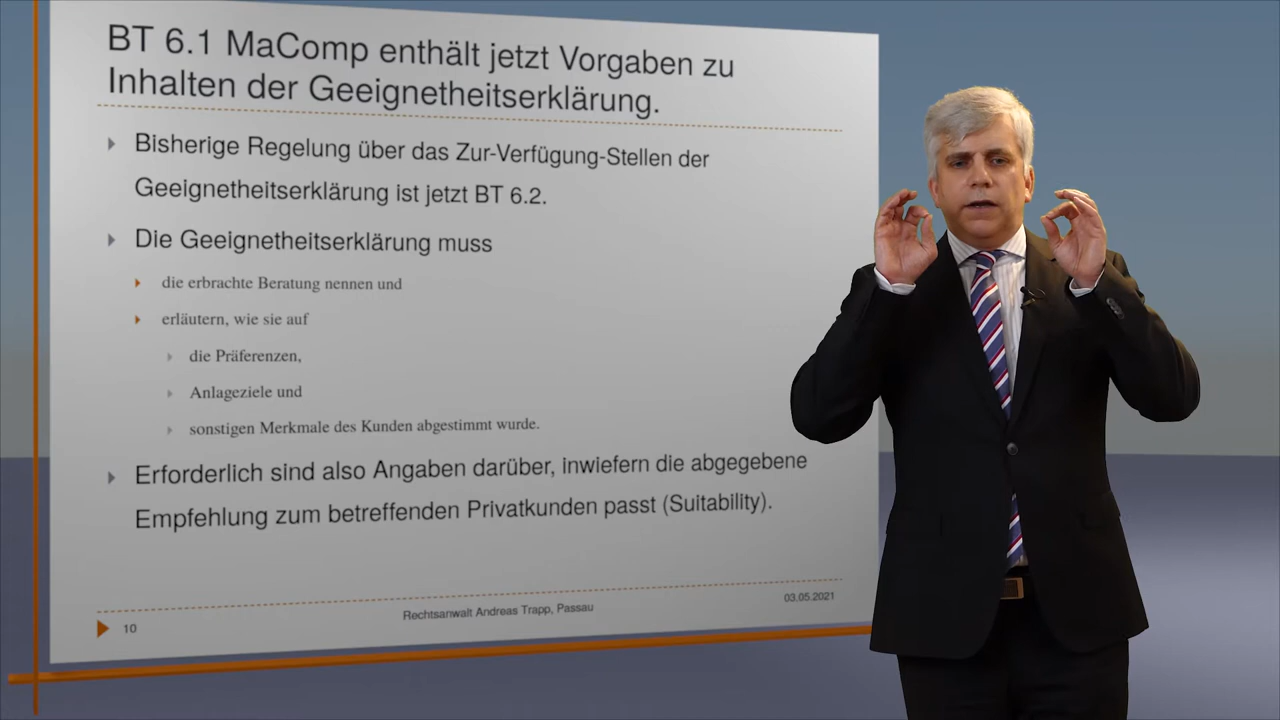 BT 6.1 MaComp enthält jetzt Vorgaben zu
Inhalten der Geeignetheitserklärung.
Bisherige Regelung über das Zur-Verfügung-Stellen der
Geeignetheitserklärung ist jetzt BT 6.2.
Die Geeignetheitserklärung muss
die erbrachte Beratung nennen und
erläutern, wie sie auf
die Präferenzen,
Anlageziele und
sonstigen Merkmale des Kunden abgestimmt wurde.
Erforderlich sind also Angaben darüber, inwiefern die abgegebene
Empfehlung zum betreffenden Privatkunden passt (Suitability).
10
Rechtsanwalt Andreas Trapp, Passau
03.05.2021